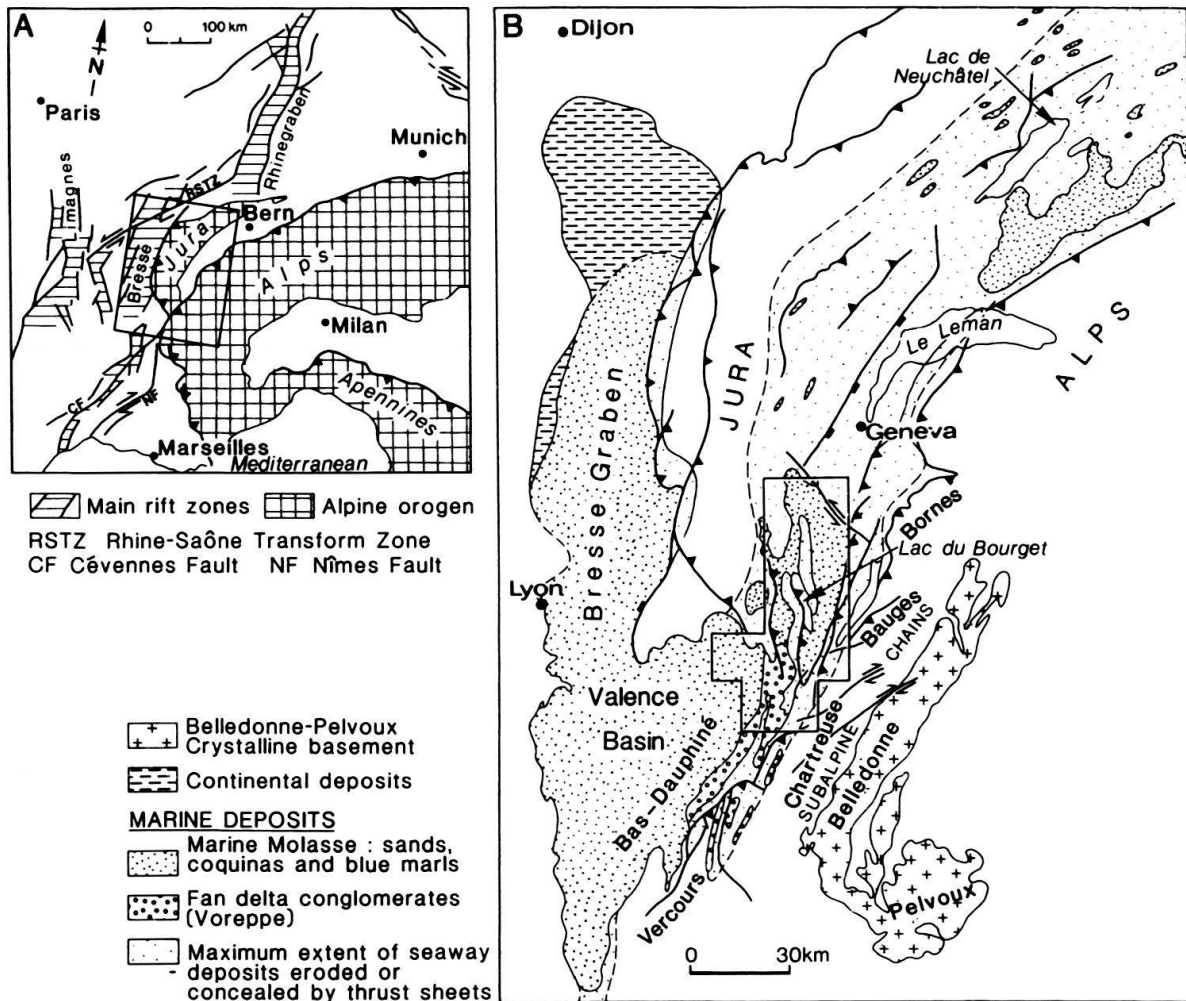 A
0 100 km
N
Paris
Munich
Rhinegraben
Limagnes
RSTZ
Bern
Jura
Bresse
Alps
Milan
Apennines
CF
NF
Marseilles
Mediterranean
Main rift zones Alpine orogen
RSTZ Rhine-Saône Transform Zone
CF Cévennes Fault NF Nîmes Fault
Belledonne-Pelvoux
Crystalline basement
Continental deposits
MARINE DEPOSITS
Marine Molasse : sands,
coquinas and blue marls
Fan delta conglomerates
(Voreppe)
Maximum extent of seaway
- deposits eroded or
concealed by thrust sheets
B
Dijon
Lac de
Neuchâtel
ALPS
Le Leman
JURA
Geneva
Bresse Graben
Bornes
Lac du Bourget
Lyon
Bauges
CHAINS
Valence
Basin
Bas-Dauphiné
Chartreuse
SUBALPINE
Belledonne
Vercours
Pelvoux
0 30km